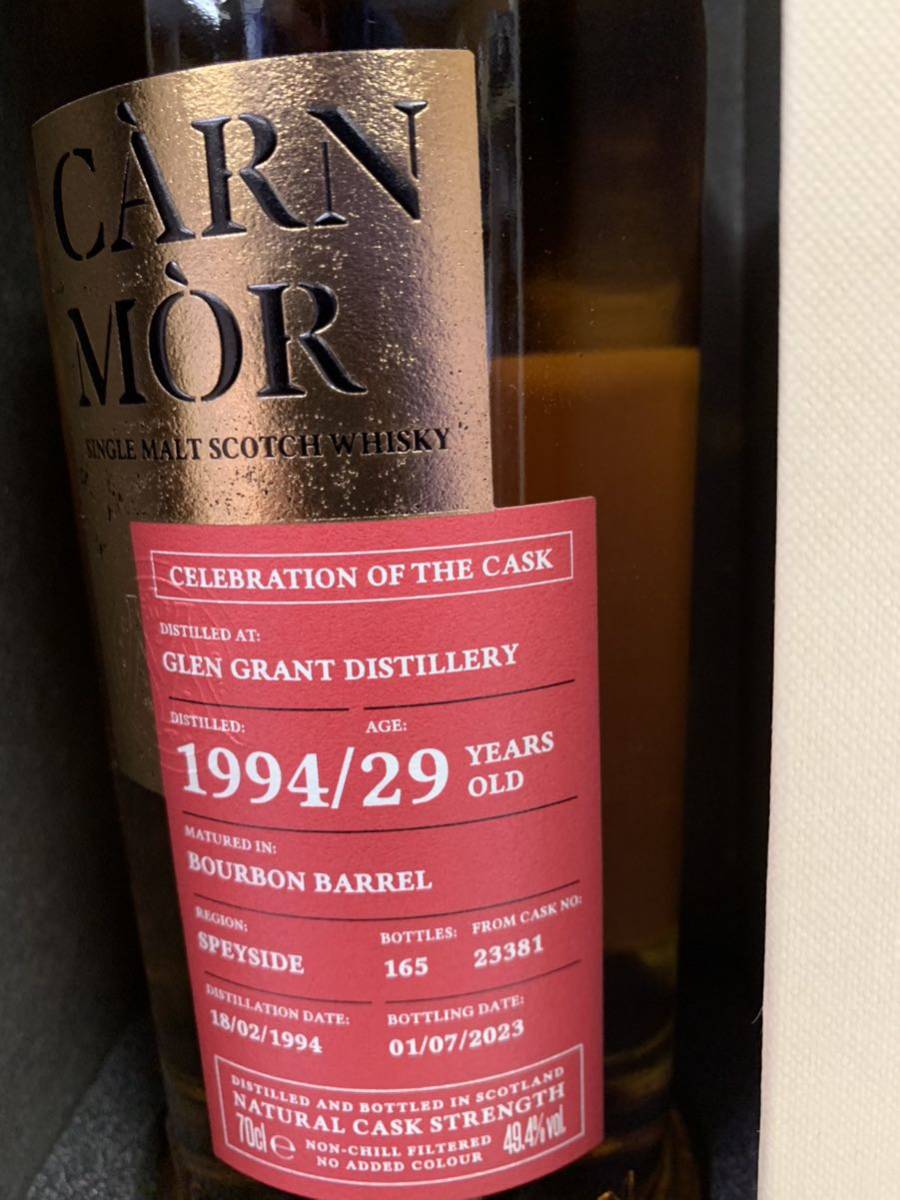 CÀRN
MÒR
SINGLE MALT SCOTCH WHISKY
CELEBRATION OF THE CASK
DISTILLED AT:
GLEN GRANT DISTILLERY
DISTILLED: AGE:
1994/29 YEARS OLD
MATURED IN:
BOURBON BARREL
REGION: BOTTLES: FROM CASK NO:
SPEYSIDE 165 23381
DISTILLATION DATE: BOTTLING DATE:
18/02/1994 01/07/2023
DISTILLED AND BOTTLED IN SCOTLAND
NATURAL CASK STRENGTH
70cl ℮ NON-CHILL FILTERED 49.4% vol
NO ADDED COLOUR